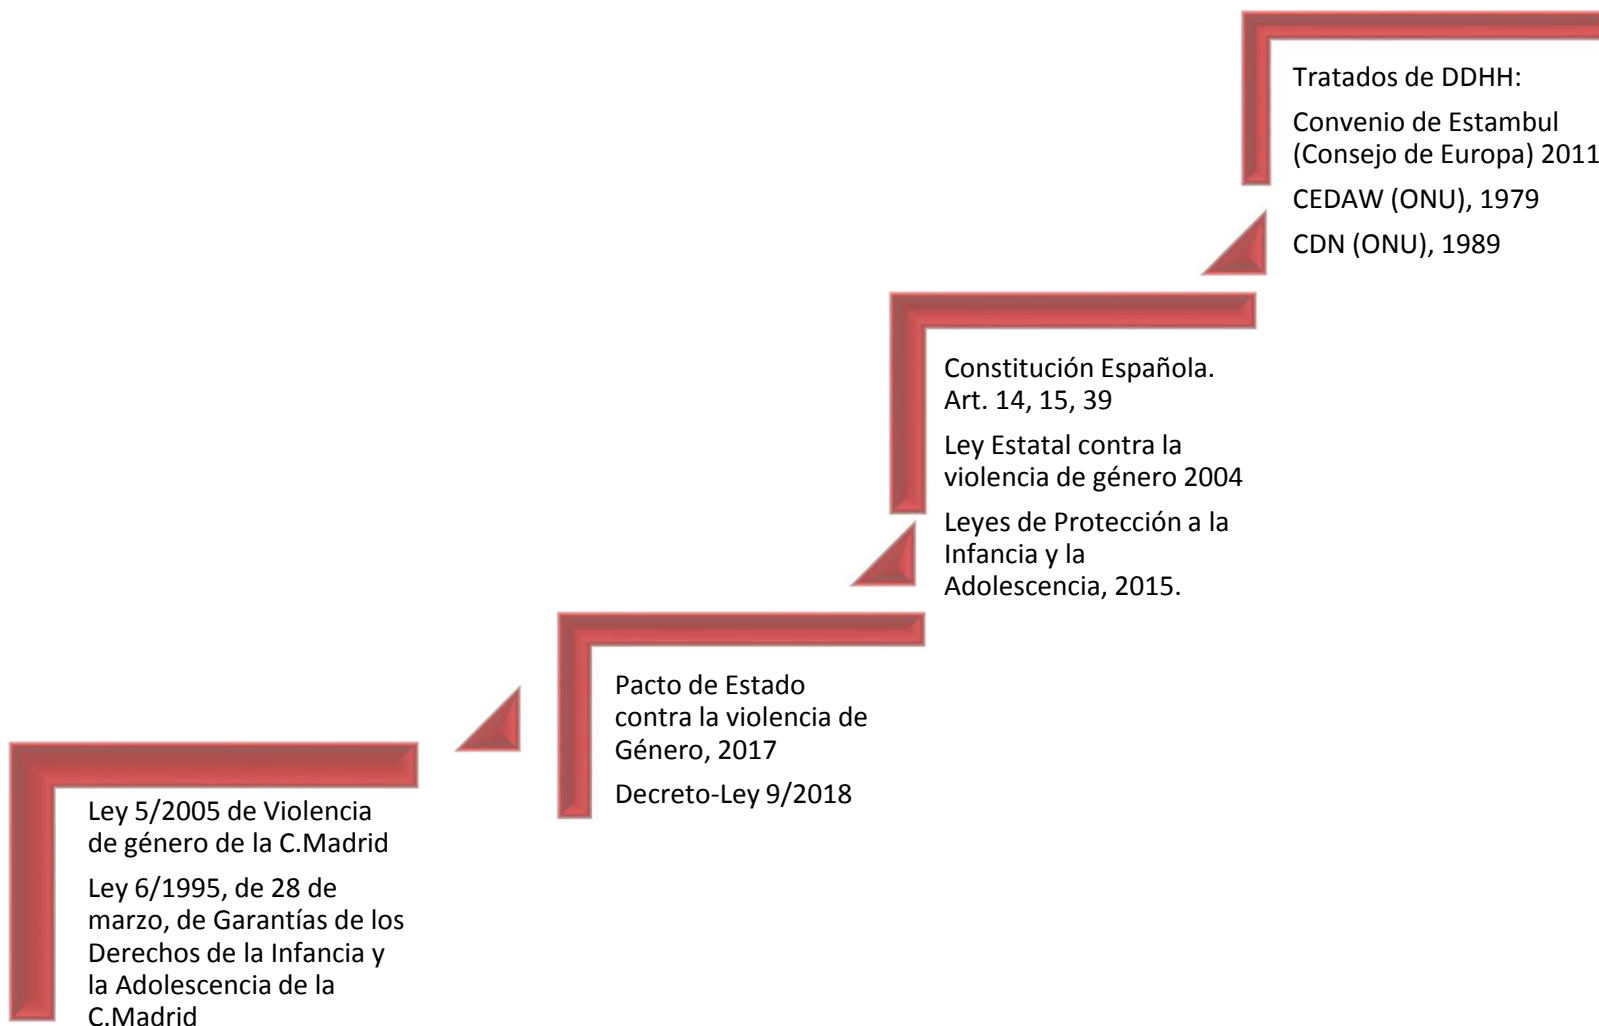 Tratados de DDHH:
Convenio de Estambul
(Consejo de Europa) 2011
CEDAW (ONU), 1979
CDN (ONU), 1989
Constitución Española.
Art. 14, 15, 39
Ley Estatal contra la
violencia de género 2004
Leyes de Protección a la
Infancia y la
Adolescencia, 2015.
Pacto de Estado
contra la violencia de
Género, 2017
Decreto-Ley 9/2018
Ley 5/2005 de Violencia
de género de la C.Madrid
Ley 6/1995, de 28 de
marzo, de Garantías de los
Derechos de la Infancia y
la Adolescencia de la
C.Madrid